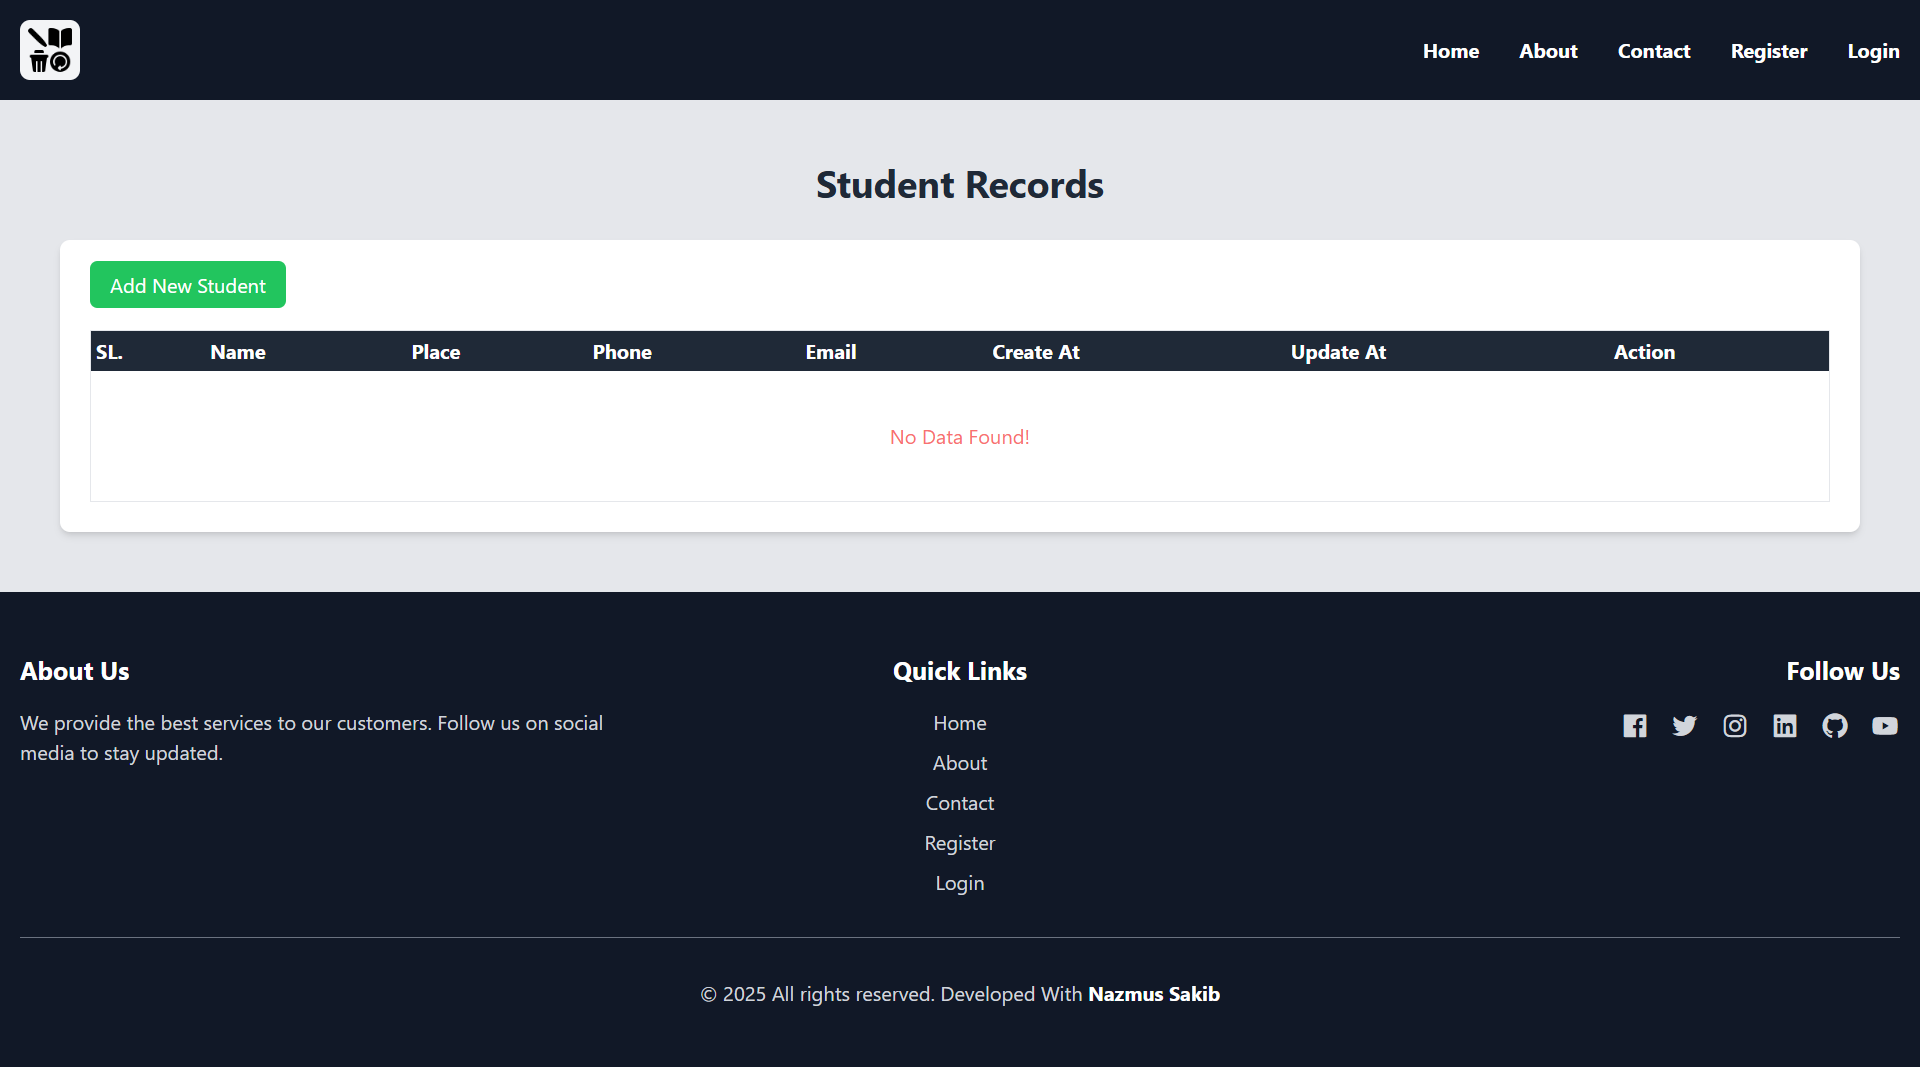 Home About Contact Register Login
Student Records
Add New Student
SL. Name Place Phone Email Create At Update At Action
No Data Found!
About Us
We provide the best services to our customers. Follow us on social
media to stay updated.
Quick Links
Home
About
Contact
Register
Login
Follow Us
© 2025 All rights reserved. Developed With Nazmus Sakib